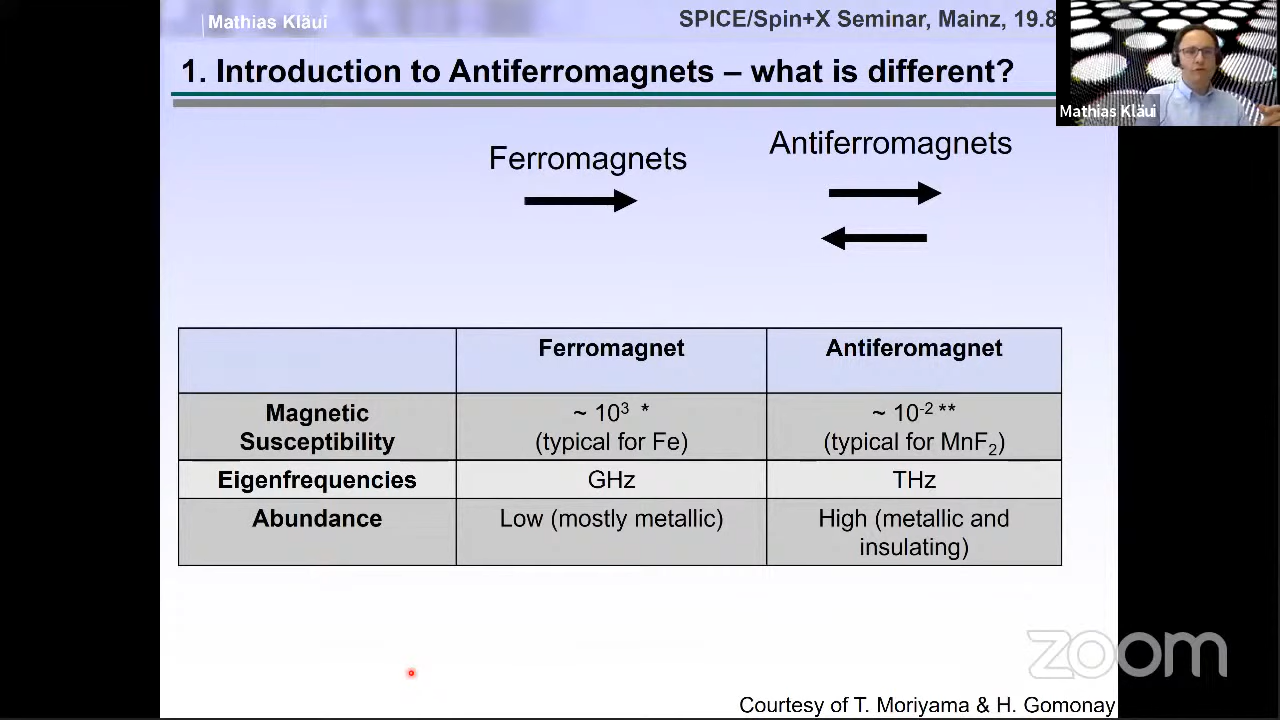 Mathias Kläui
SPICE/Spin+X Seminar, Mainz, 19.8
1. Introduction to Antiferromagnets – what is different?
Mathias Kläui
Ferromagnets
Antiferromagnets
Ferromagnet
Antiferomagnet
Magnetic
Susceptibility
~ 10³ *
(typical for Fe)
~ 10⁻² **
(typical for MnF₂)
Eigenfrequencies
GHz
THz
Abundance
Low (mostly metallic)
High (metallic and
insulating)
zoom
Courtesy of T. Moriyama & H. Gomonay